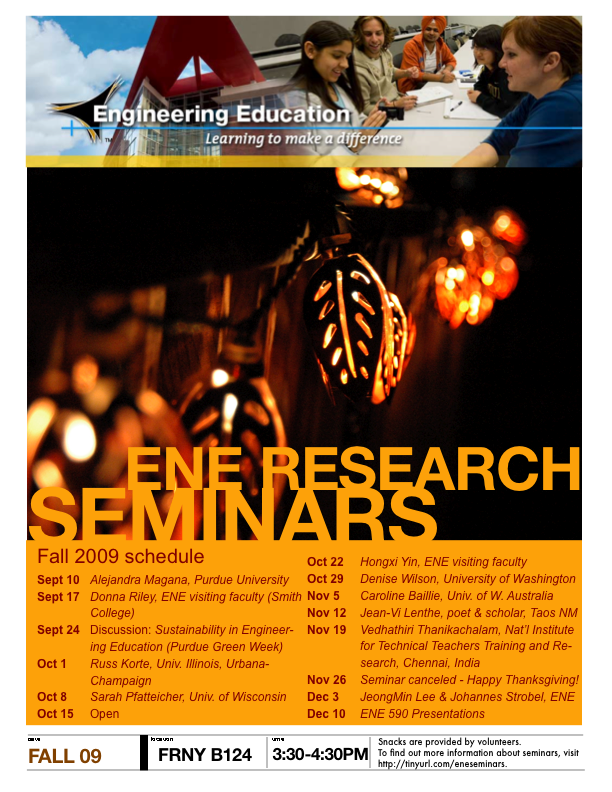 Engineering Education
TM
Learning to make a difference
ENE RESEARCH
SEMINARS
Fall 2009 schedule
Sept 10 Alejandra Magana, Purdue University
Sept 17 Donna Riley, ENE visiting faculty (Smith
College)
Sept 24 Discussion: Sustainability in Engineer-
ing Education (Purdue Green Week)
Oct 1 Russ Korte, Univ. Illinois, Urbana-
Champaign
Oct 8 Sarah Pfatteicher, Univ. of Wisconsin
Oct 15 Open
Oct 22 Hongxi Yin, ENE visiting faculty
Oct 29 Denise Wilson, University of Washington
Nov 5 Caroline Baillie, Univ. of W. Australia
Nov 12 Jean-Vi Lenthe, poet & scholar, Taos NM
Nov 19 Vedhathiri Thanikachalam, Nat'l Institute
for Technical Teachers Training and Re-
search, Chennai, India
Nov 26 Seminar canceled - Happy Thanksgiving!
Dec 3 JeongMin Lee & Johannes Strobel, ENE
Dec 10 ENE 590 Presentations
FALL 09
location
FRNY B124
time
3:30-4:30PM
Snacks are provided by volunteers.
To find out more information about seminars, visit
http://tinyurl.com/eneseminars.